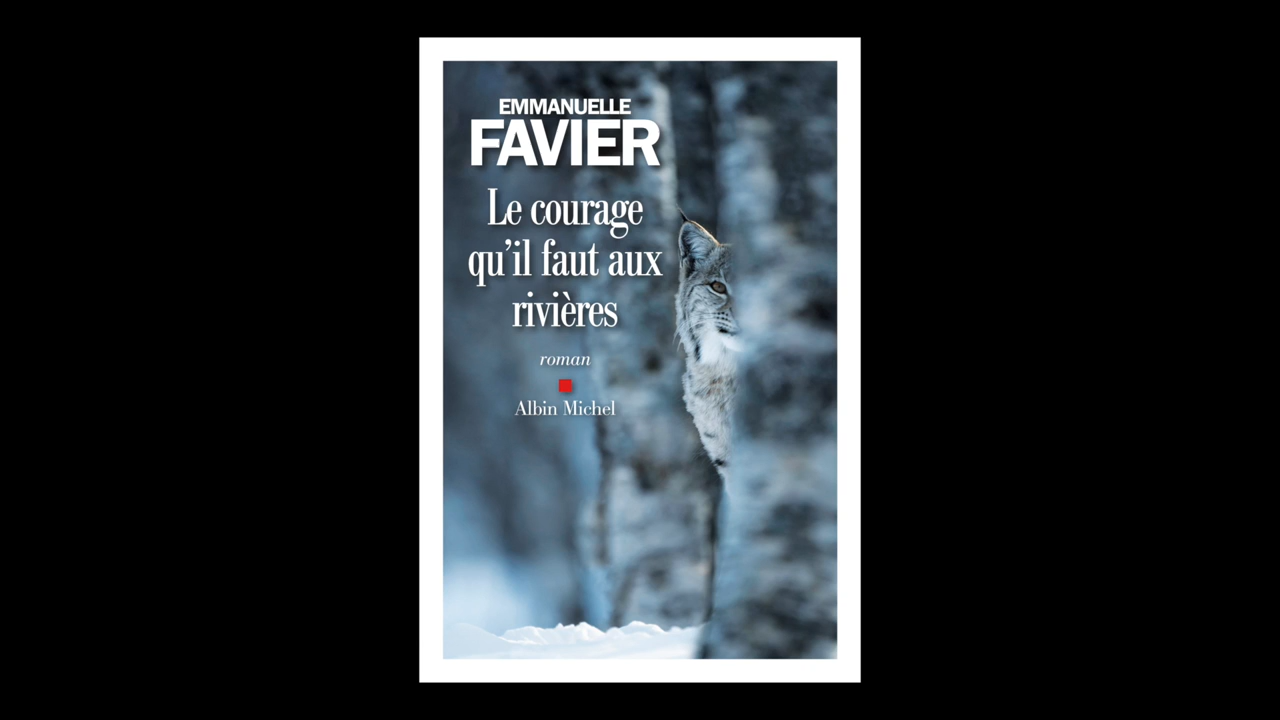 EMMANUELLE
FAVIER
Le courage
qu'il faut aux
rivières
roman
Albin Michel